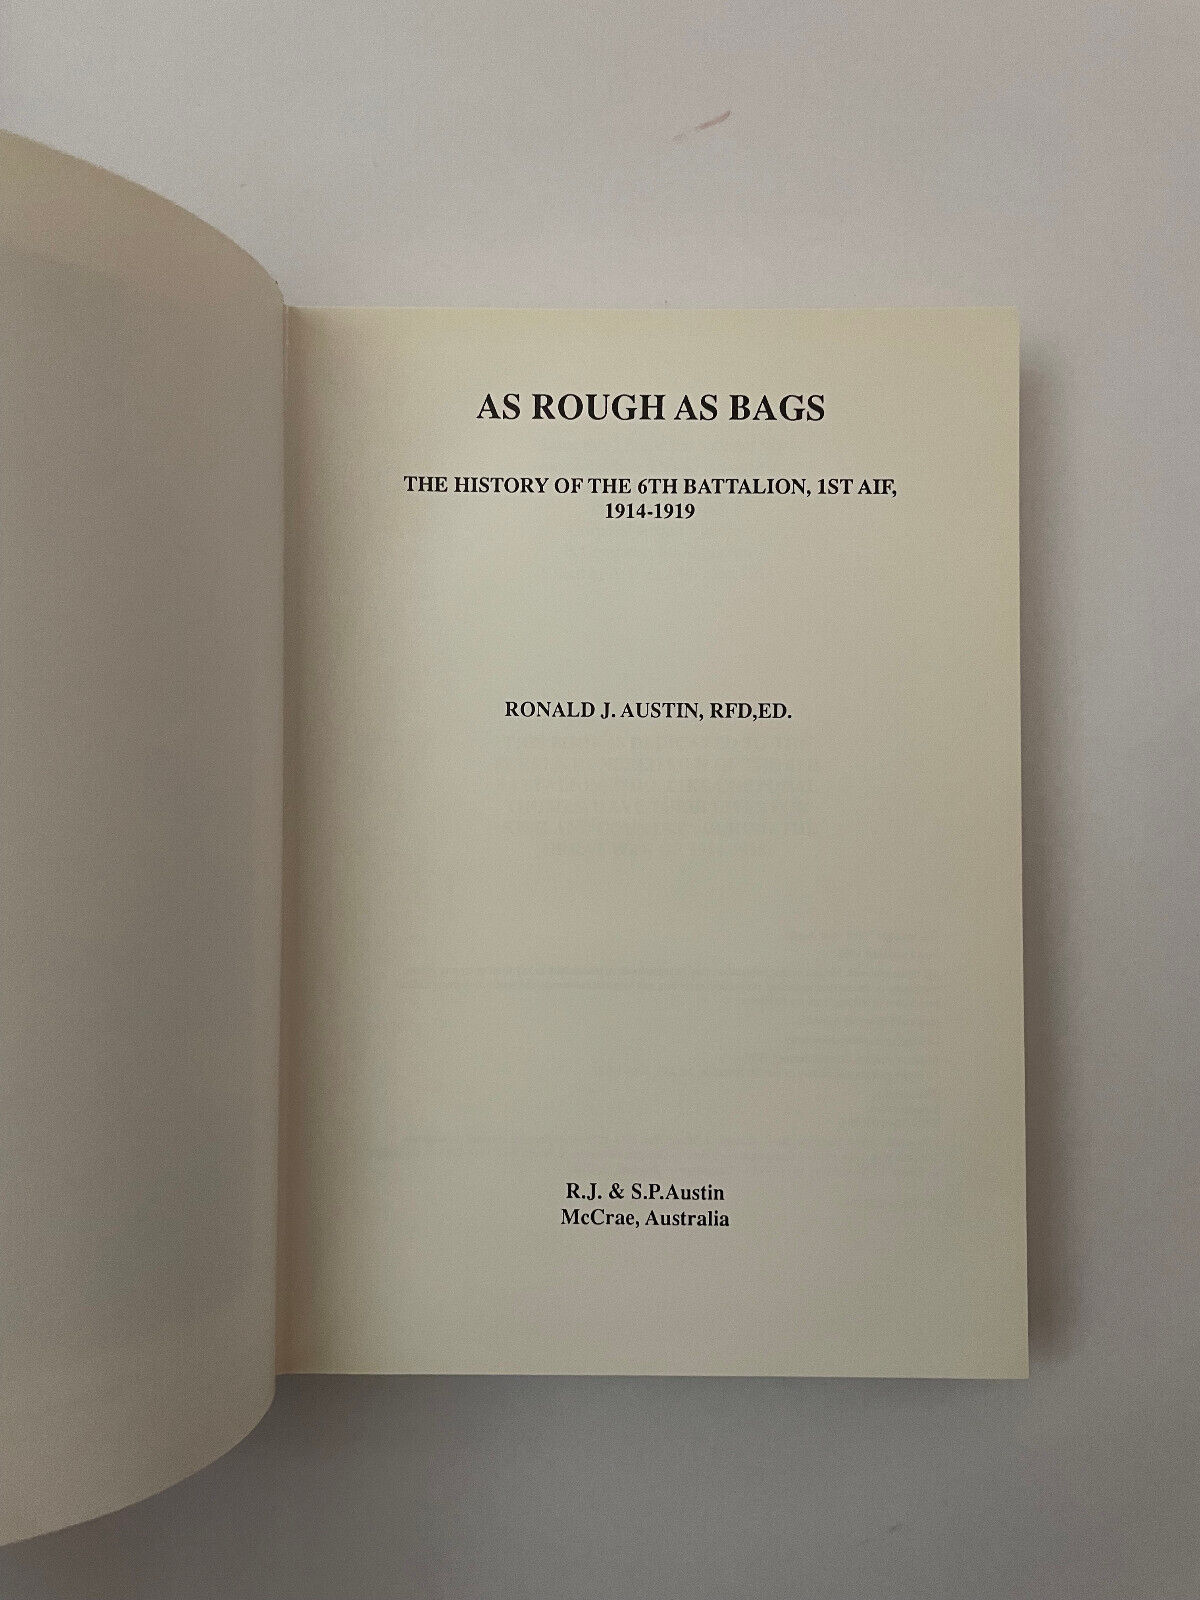 AS ROUGH AS BAGS
THE HISTORY OF THE 6TH BATTALION, 1ST AIF,
1914-1919
RONALD J. AUSTIN, RFD,ED.
R.J. & S.P.Austin
McCrae, Australia